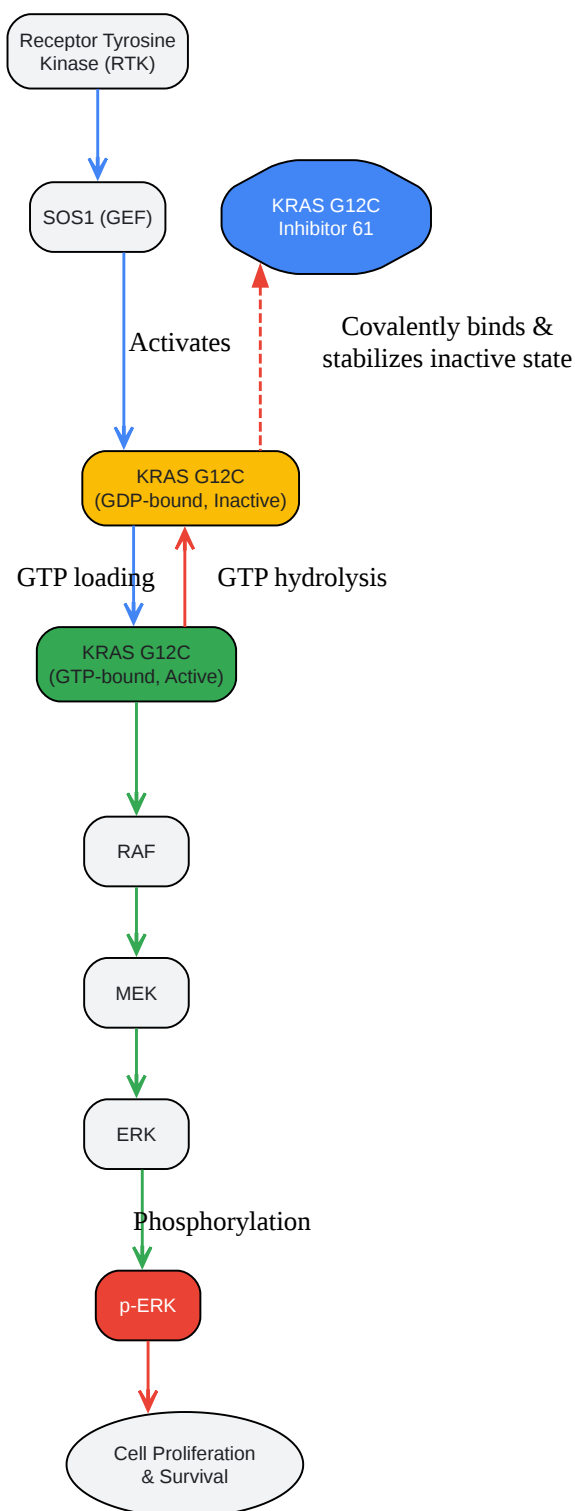 Receptor Tyrosine
Kinase (RTK)
SOS1 (GEF)
KRAS G12C
Inhibitor 61
Activates
Covalently binds &
stabilizes inactive state
KRAS G12C
(GDP-bound, Inactive)
GTP loading
GTP hydrolysis
KRAS G12C
(GTP-bound, Active)
RAF
MEK
ERK
Phosphorylation
p-ERK
Cell Proliferation
& Survival